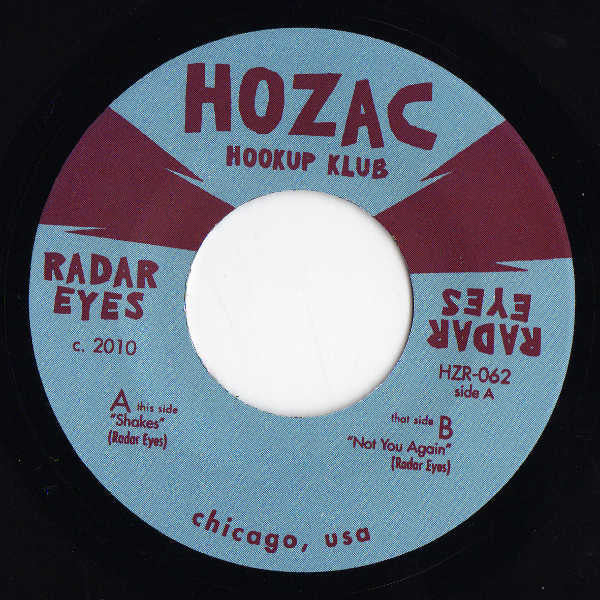 HOZAC
HOOKUP KLUB
RADAR
EYES
c. 2010
RADAR
EYES
HZR-062
side A
A this side
"Shakes"
(Radar Eyes)
that side B
"Not You Again"
(Radar Eyes)
chicago, usa